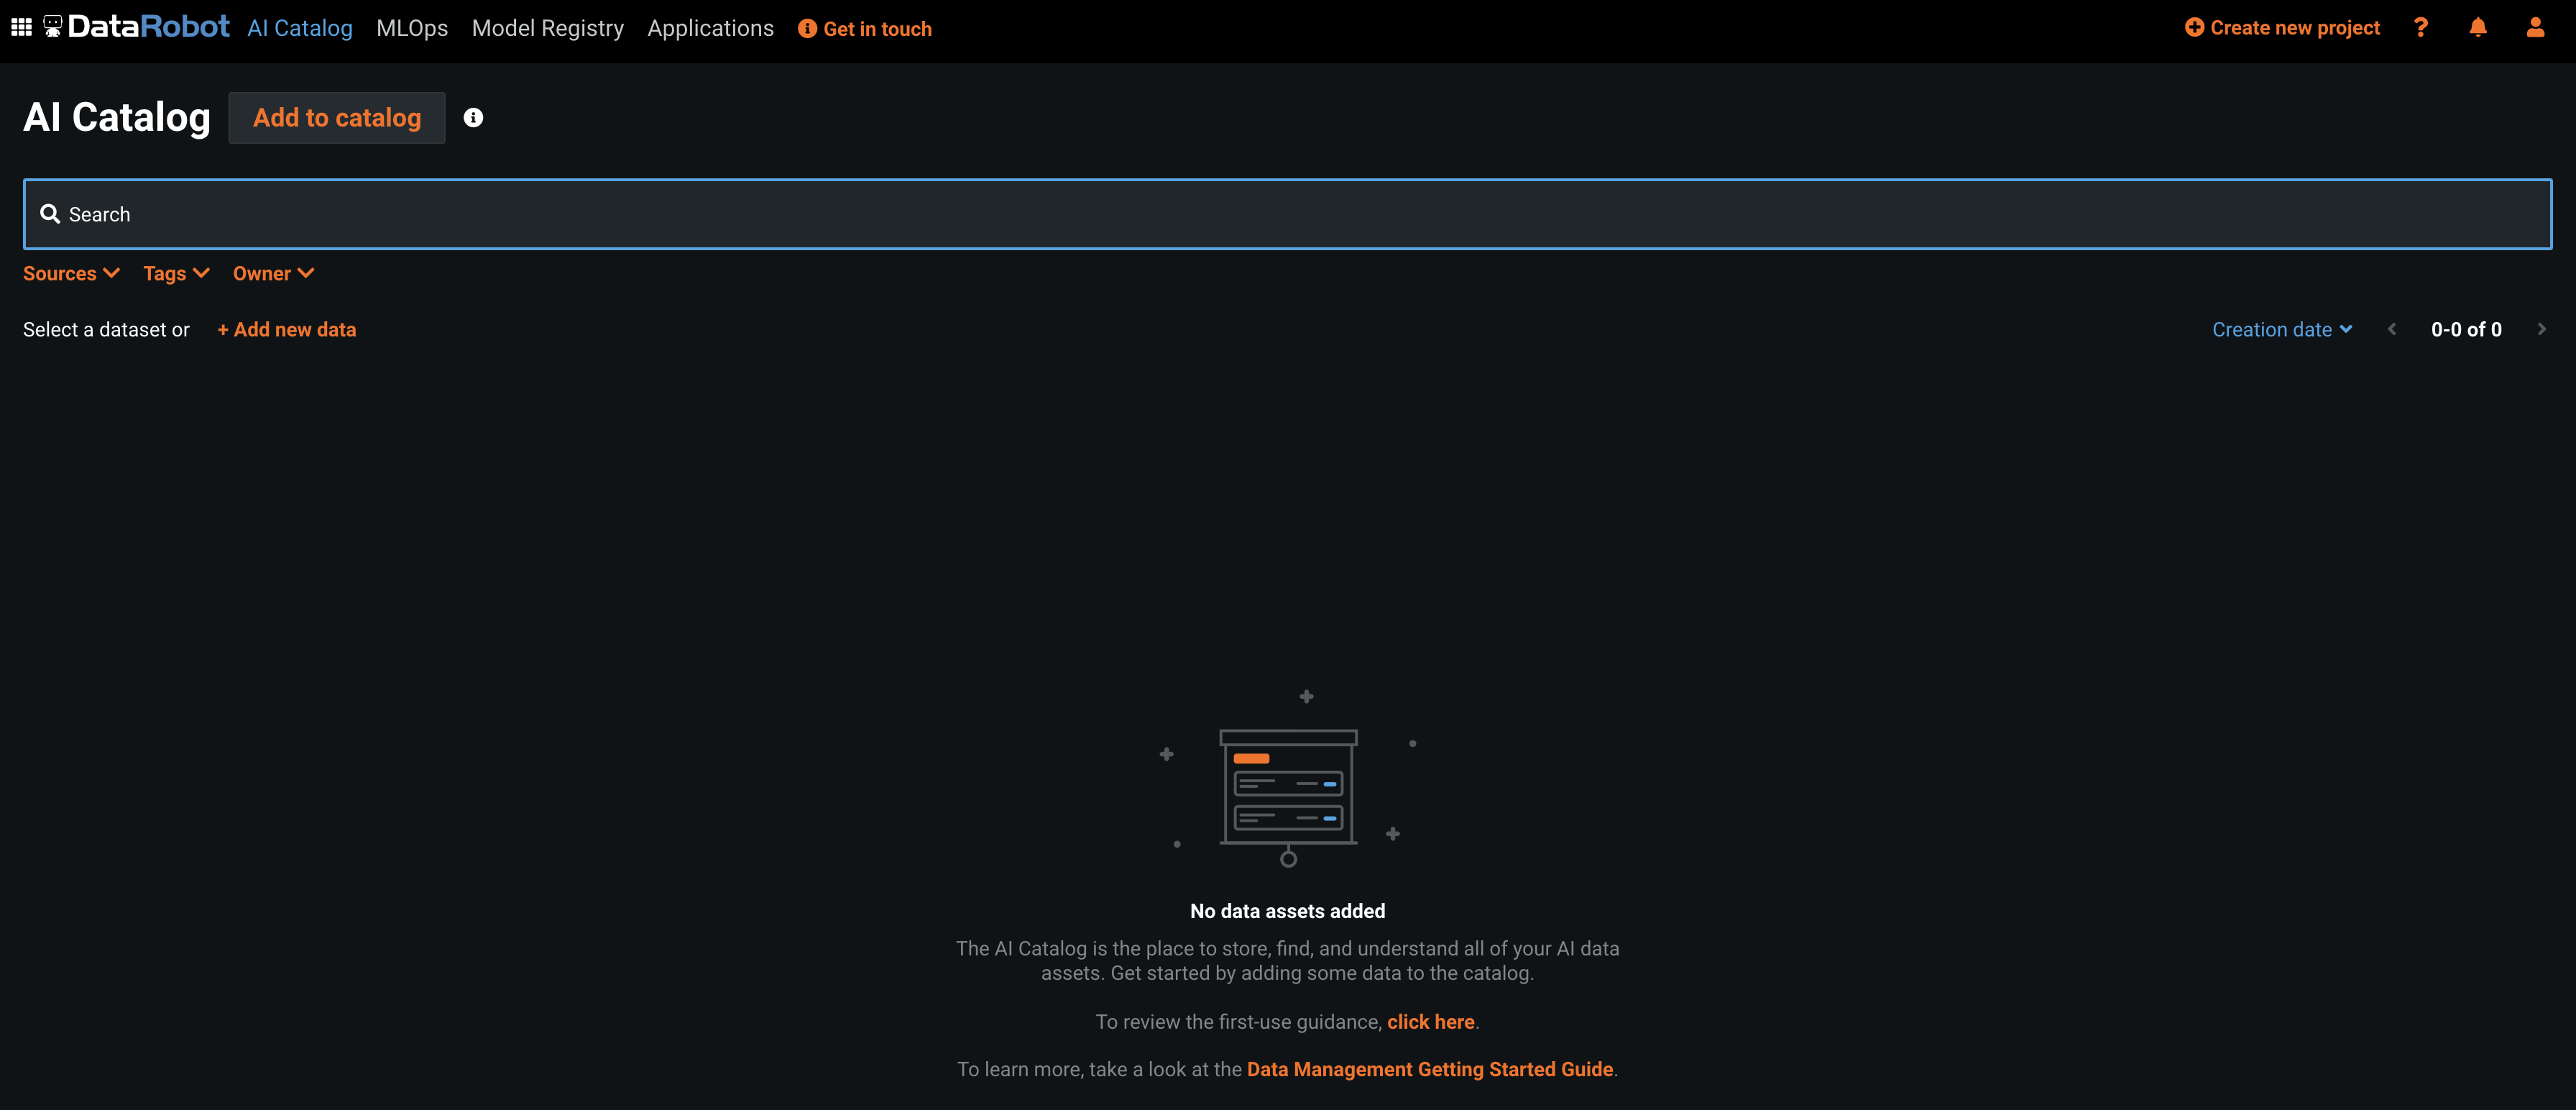 DataRobot AI Catalog MLOps Model Registry Applications Get in touch Create new project ?
AI Catalog Add to catalog
Search
Sources Tags Owner
Select a dataset or + Add new data Creation date 0-0 of 0
No data assets added
The AI Catalog is the place to store, find, and understand all of your AI data
assets. Get started by adding some data to the catalog.
To review the first-use guidance, click here.
To learn more, take a look at the Data Management Getting Started Guide.